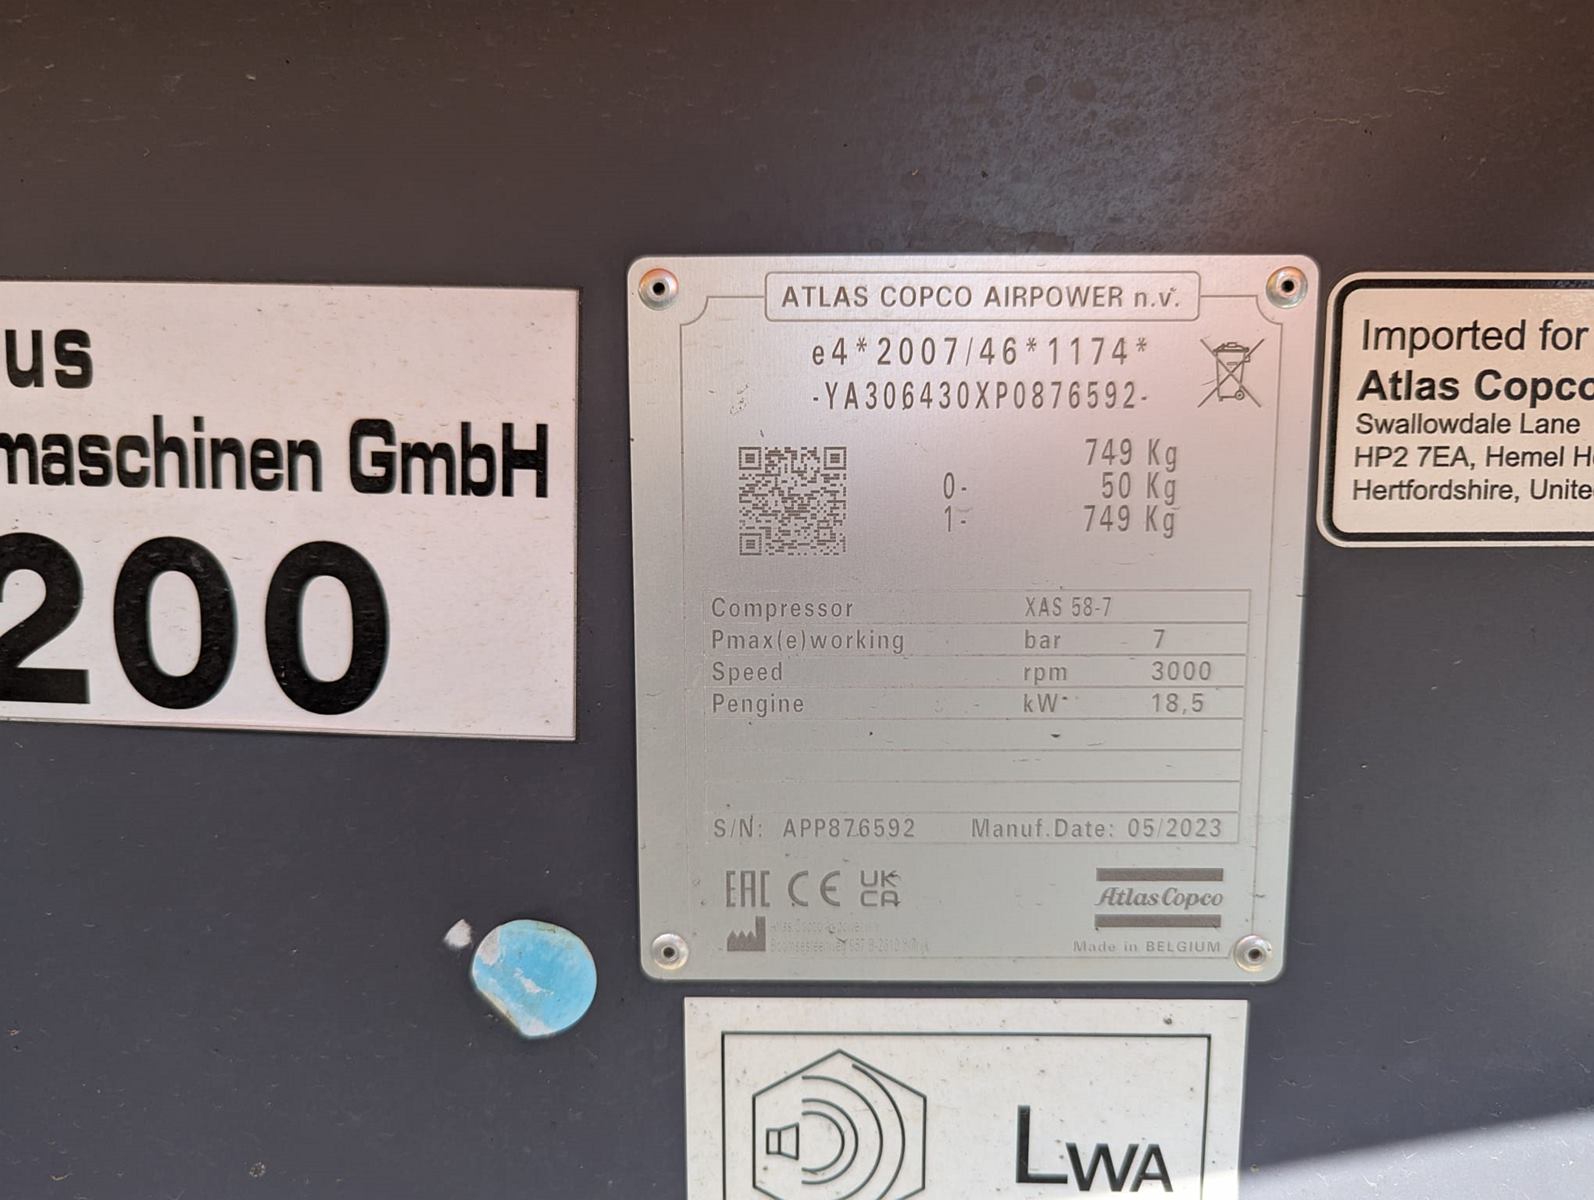 us
maschinen GmbH
200
ATLAS COPCO AIRPOWER n.v.
e4*2007/46*1174*
-YA306430XP0876592-
749 Kg
0- 50 Kg
1- 749 Kg
Compressor XAS 58-7
Pmax(e)working bar 7
Speed rpm 3000
Pengine kW 18,5
S/N: APP876592 Manuf.Date: 05/2023
EAC CE UK CA
Atlas Copco
Made in BELGIUM
Imported for
Atlas Copco
Swallowdale Lane
HP2 7EA, Hemel H
Hertfordshire, Unite
LWA